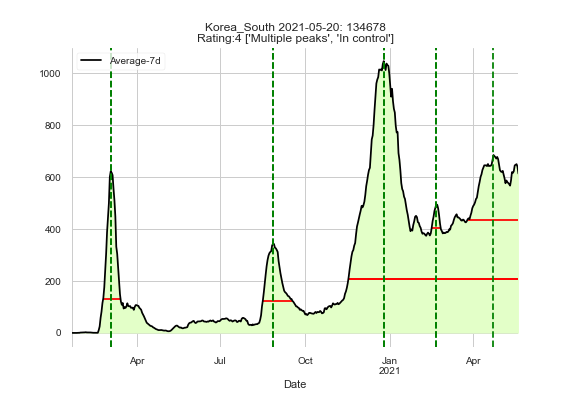 Korea_South 2021-05-20: 134678
Rating:4 ['Multiple peaks', 'In control']
Average-7d
1000
800
600
400
200
0
Apr
Jul
Oct
Jan
2021
Apr
Date